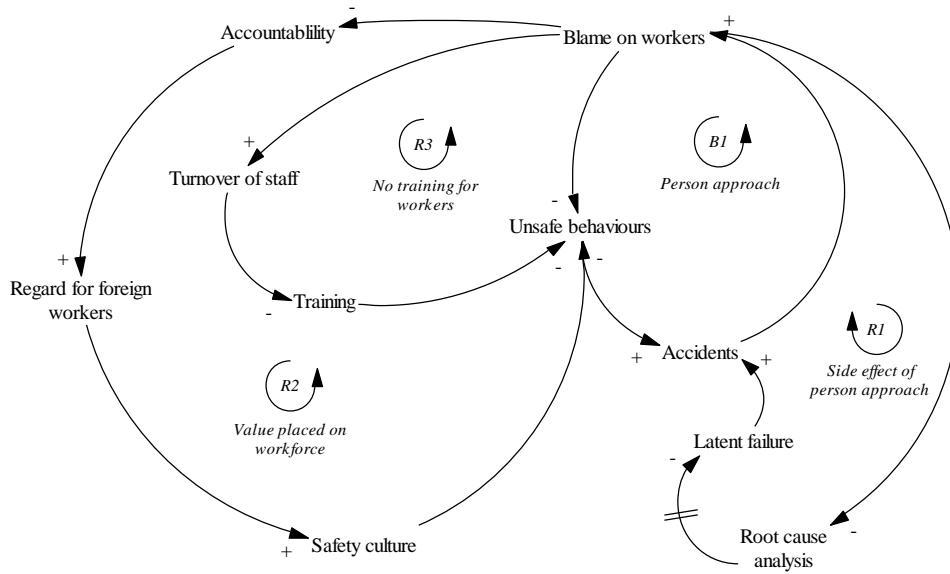 -
+
Accountablility
Blame on workers
+
R3
B1
Turnover of staff
No training for
workers
Person approach
-
Unsafe behaviours
+
-
-
Regard for foreign
workers
-
Training
R1
+
Accidents
+
Side effect of
person approach
R2
Value placed on
workforce
Latent failure
-
+
Safety culture
Root cause
analysis
-